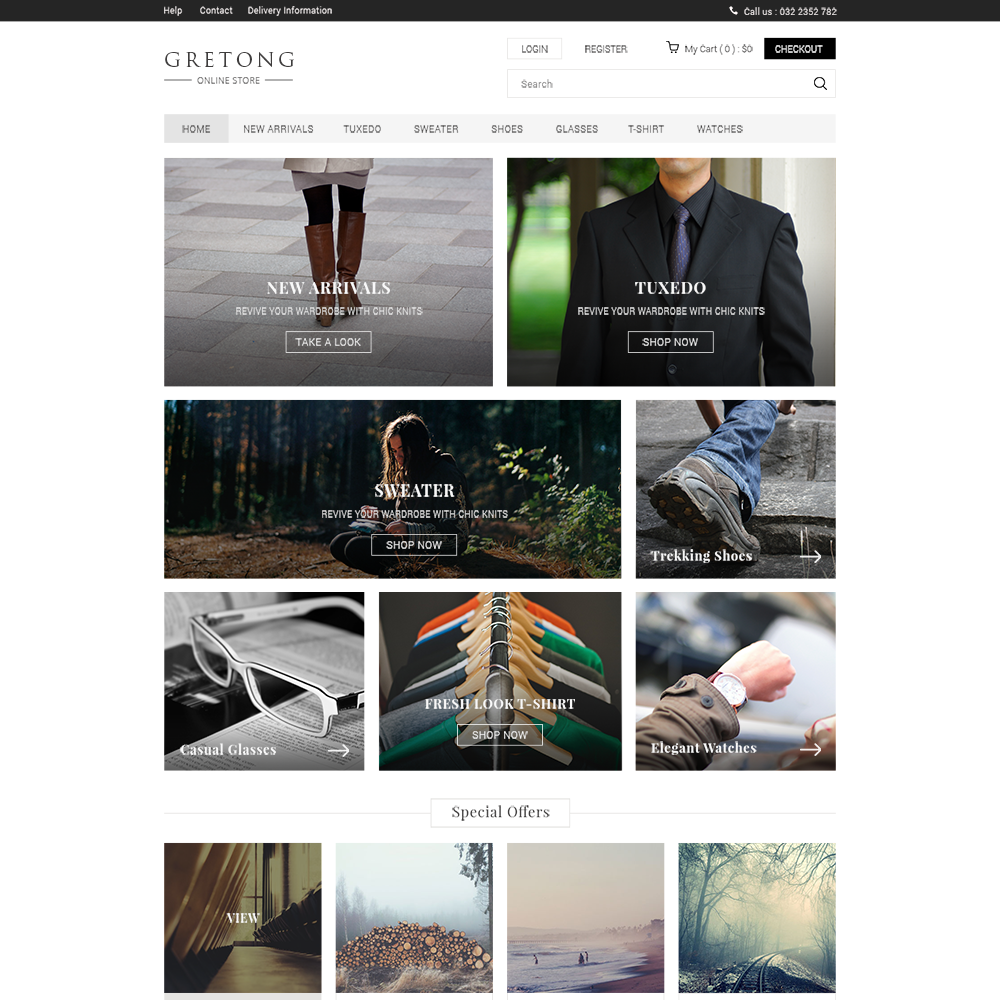 Help Contact Delivery Information Call us : 032 2352 782
GRETONG
ONLINE STORE
LOGIN REGISTER My Cart ( 0 ) : $0 CHECKOUT
Search
HOME NEW ARRIVALS TUXEDO SWEATER SHOES GLASSES T-SHIRT WATCHES
NEW ARRIVALS
REVIVE YOUR WARDROBE WITH CHIC KNITS
TAKE A LOOK
TUXEDO
REVIVE YOUR WARDROBE WITH CHIC KNITS
SHOP NOW
SWEATER
REVIVE YOUR WARDROBE WITH CHIC KNITS
SHOP NOW
Trekking Shoes
Casual Glasses
FRESH LOOK T-SHIRT
SHOP NOW
Elegant Watches
Special Offers
VIEW